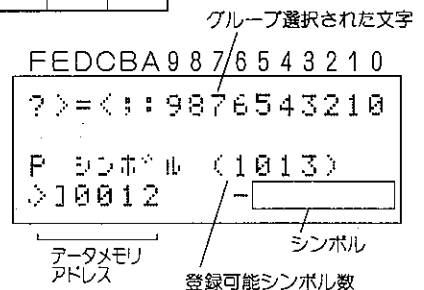 グループ選択された文字
FEDCBA9876543210
?>=<;:9876543210
P シンボル (1013)
>]0012 -
シンボル
データメモリ
アドレス
登録可能シンボル数